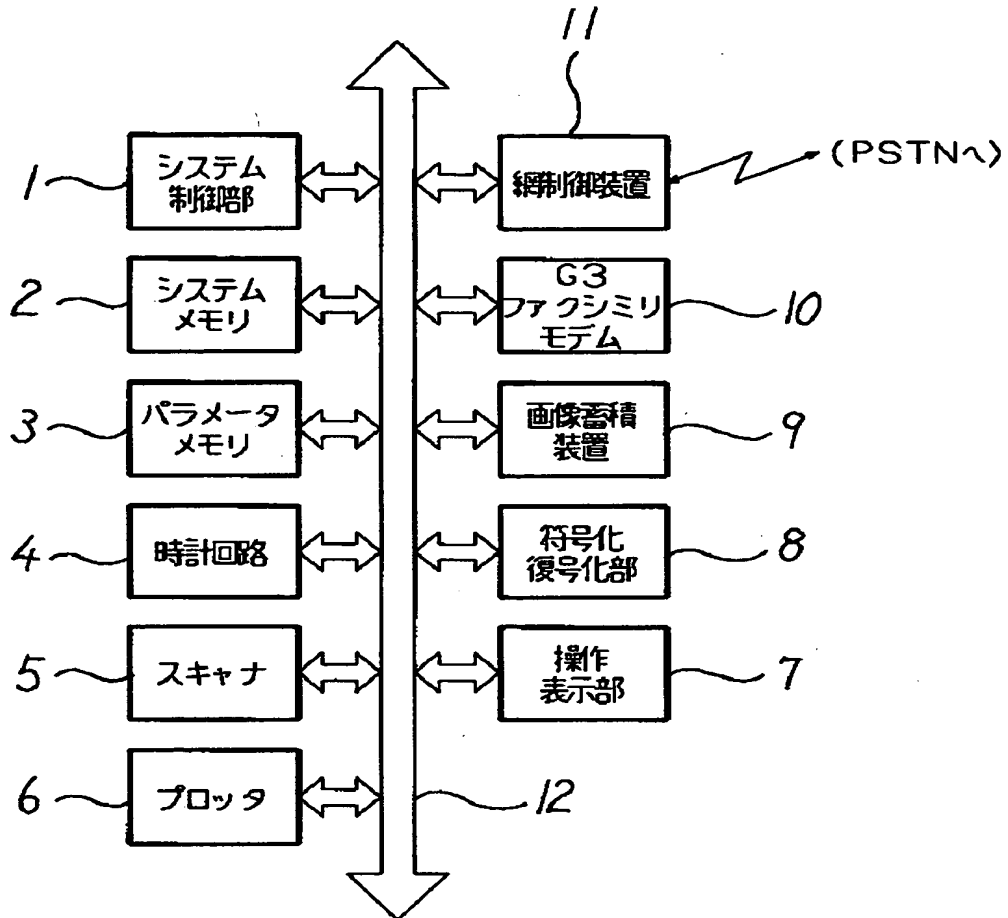 11
1
システム
制御部
網制御装置
(PSTNへ)
2
システム
メモリ
G3
ファクシミリ
モデム
10
3
パラメータ
メモリ
画像蓄積
装置
9
4
時計回路
符号化
復号化部
8
5
スキャナ
操作
表示部
7
6
プロッタ
12